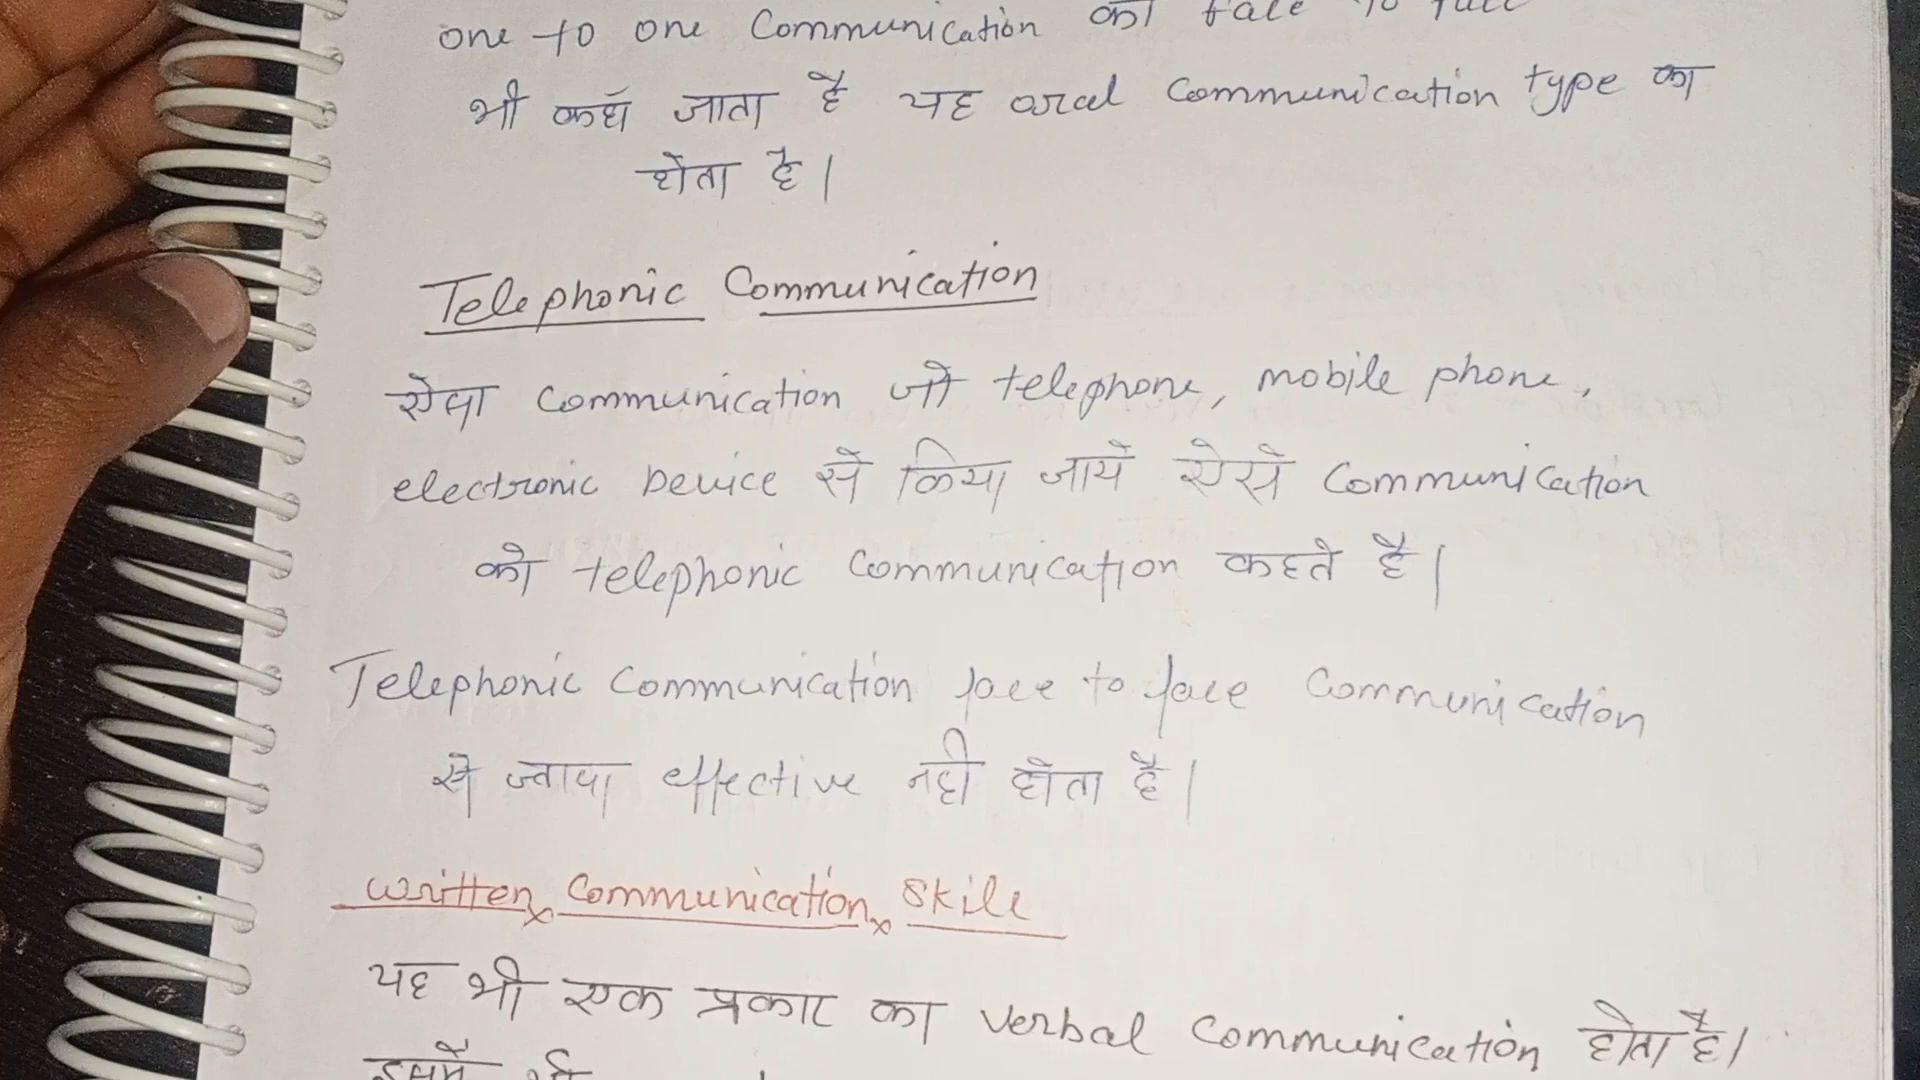 one to one Communication को face to face
भी कहाँ जाता है यह oral Communication type का
होता है।
Telephonic Communication
ऐसा Communication जो telephone, mobile phone,
electronic Device से किया जाये ऐसे Communication
को telephonic Communication कहते है।
Telephonic Communication face to face Communication
से ज्यादा effective नही होता है।
Written Communication Skill
यह भी एक प्रकार का verbal Communication होता है।
इसमें